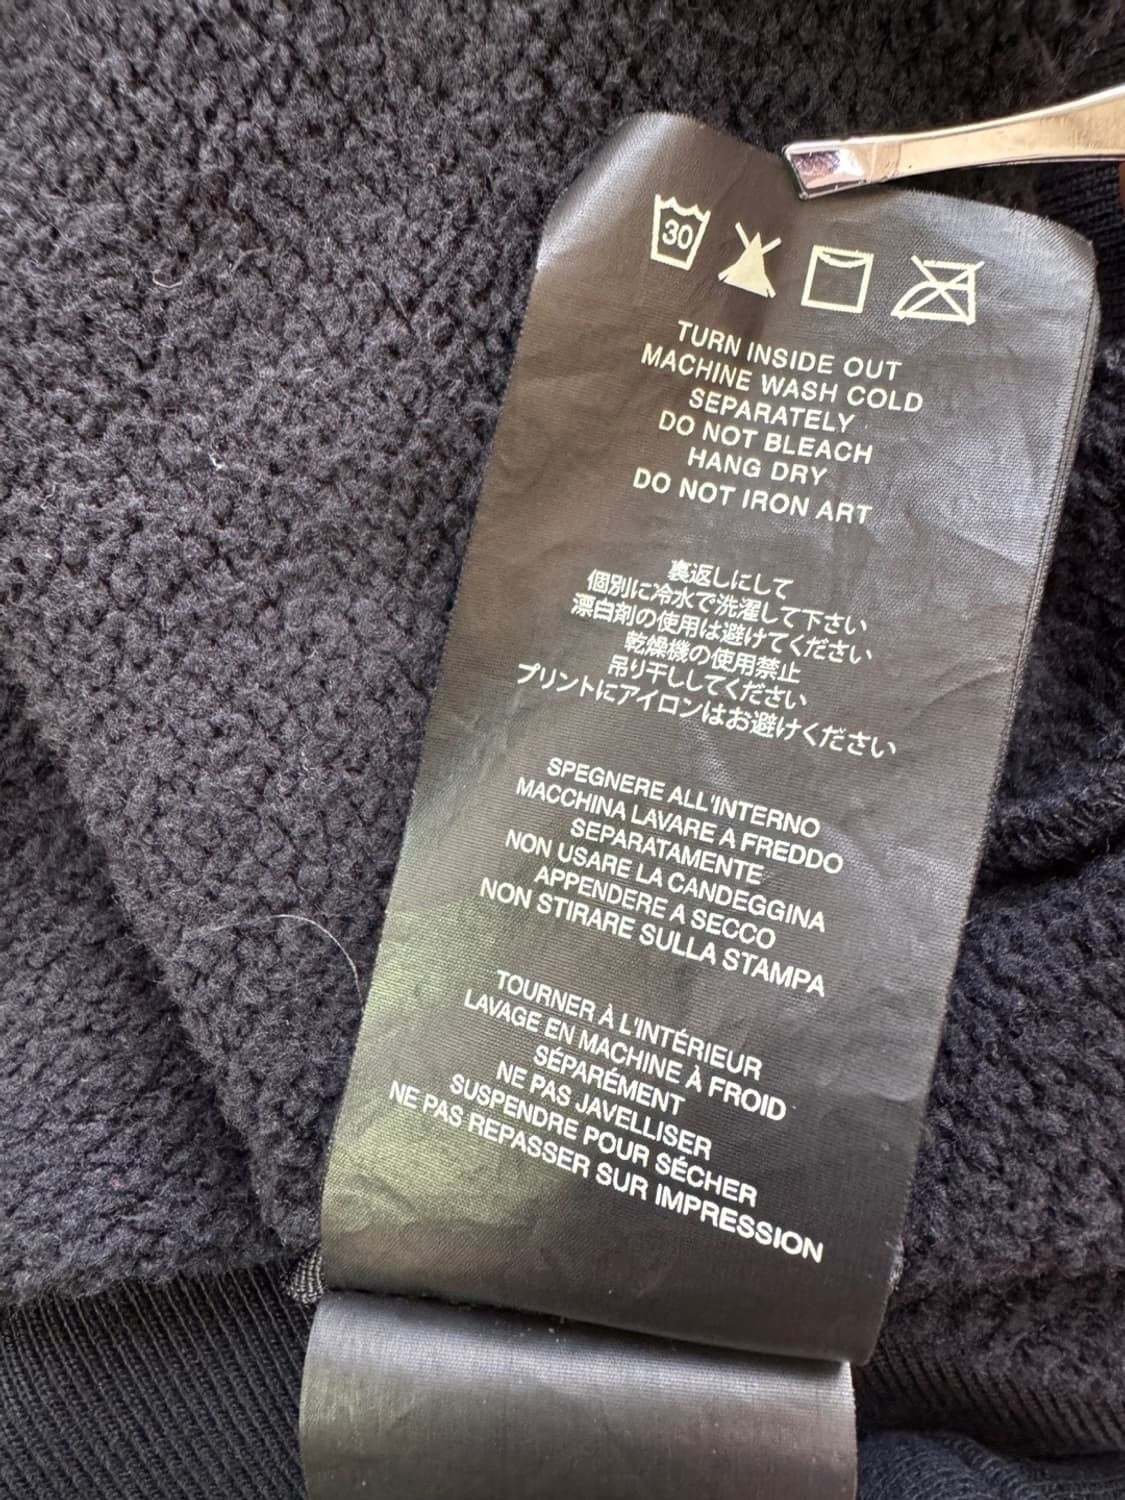 30
TURN INSIDE OUT
MACHINE WASH COLD
SEPARATELY
DO NOT BLEACH
HANG DRY
DO NOT IRON ART
裏返しにして
個別に冷水で洗濯して下さい
漂白剤の使用は避けてください
乾燥機の使用禁止
吊り干ししてください
プリントにアイロンはお避けください
SPEGNERE ALL'INTERNO
MACCHINA LAVARE A FREDDO
SEPARATAMENTE
NON USARE LA CANDEGGINA
APPENDERE A SECCO
NON STIRARE SULLA STAMPA
TOURNER À L'INTÉRIEUR
LAVAGE EN MACHINE À FROID
SÉPARÉMENT
NE PAS JAVELLISER
SUSPENDRE POUR SÉCHER
NE PAS REPASSER SUR IMPRESSION